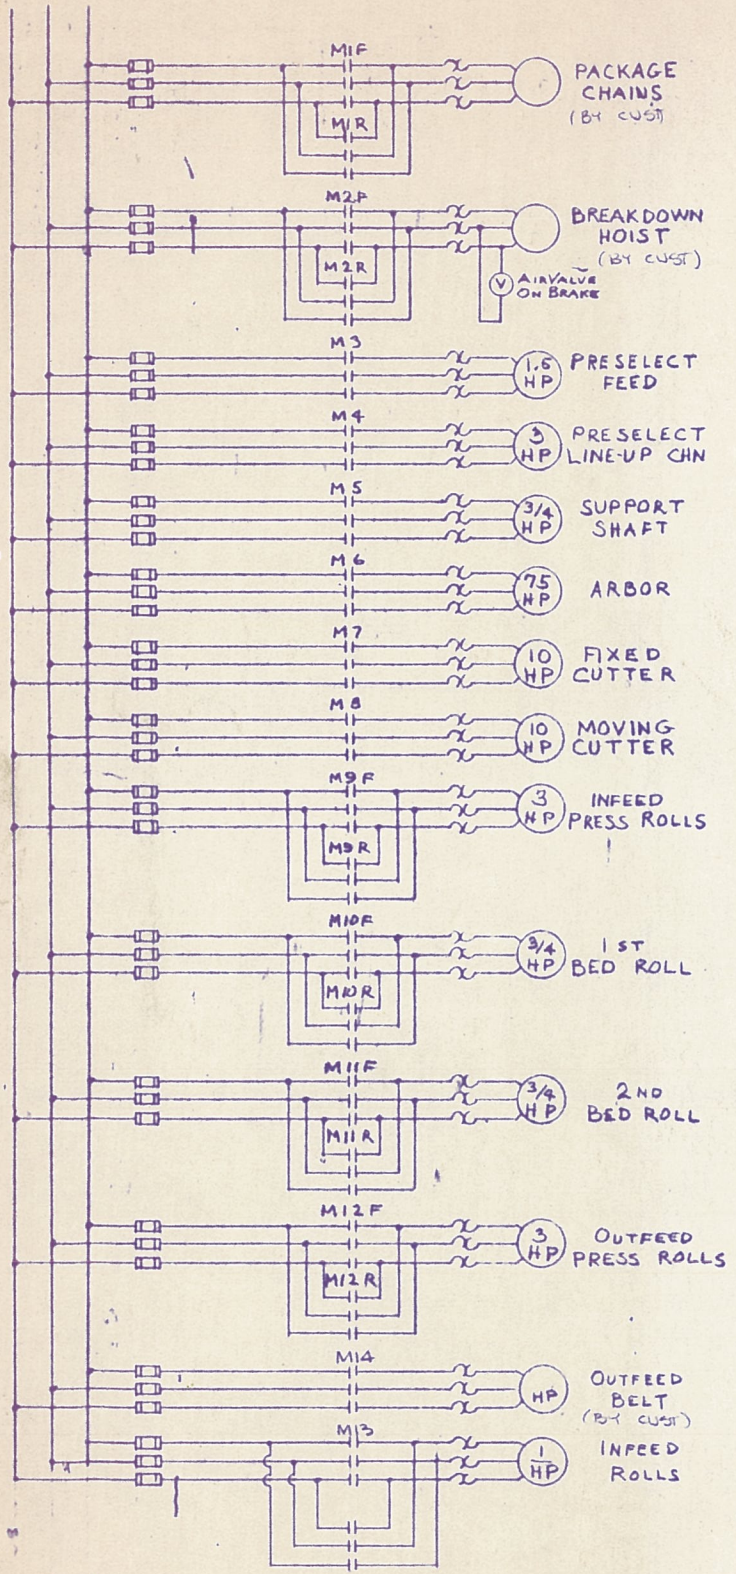 M1F
PACKAGE
CHAINS
(BY CUST)
M1R
M2F
BREAKDOWN
HOIST
(BY CUST)
M2R
V
AIR VALVE
ON BRAKE
M3
1.5
HP
PRESELECT
FEED
M4
3
HP
PRESELECT
LINE-UP CHN
M5
3/4
HP
SUPPORT
SHAFT
M6
75
HP
ARBOR
M7
10
HP
FIXED
CUTTER
M8
10
HP
MOVING
CUTTER
M9F
3
HP
INFEED
PRESS ROLLS
M9R
M10F
3/4
HP
1ST
BED ROLL
M10R
M11F
3/4
HP
2ND
BED ROLL
M11R
M12F
3
HP
OUTFEED
PRESS ROLLS
M12R
M14
HP
OUTFEED
BELT
(BY CUST)
M13
1
HP
INFEED
ROLLS